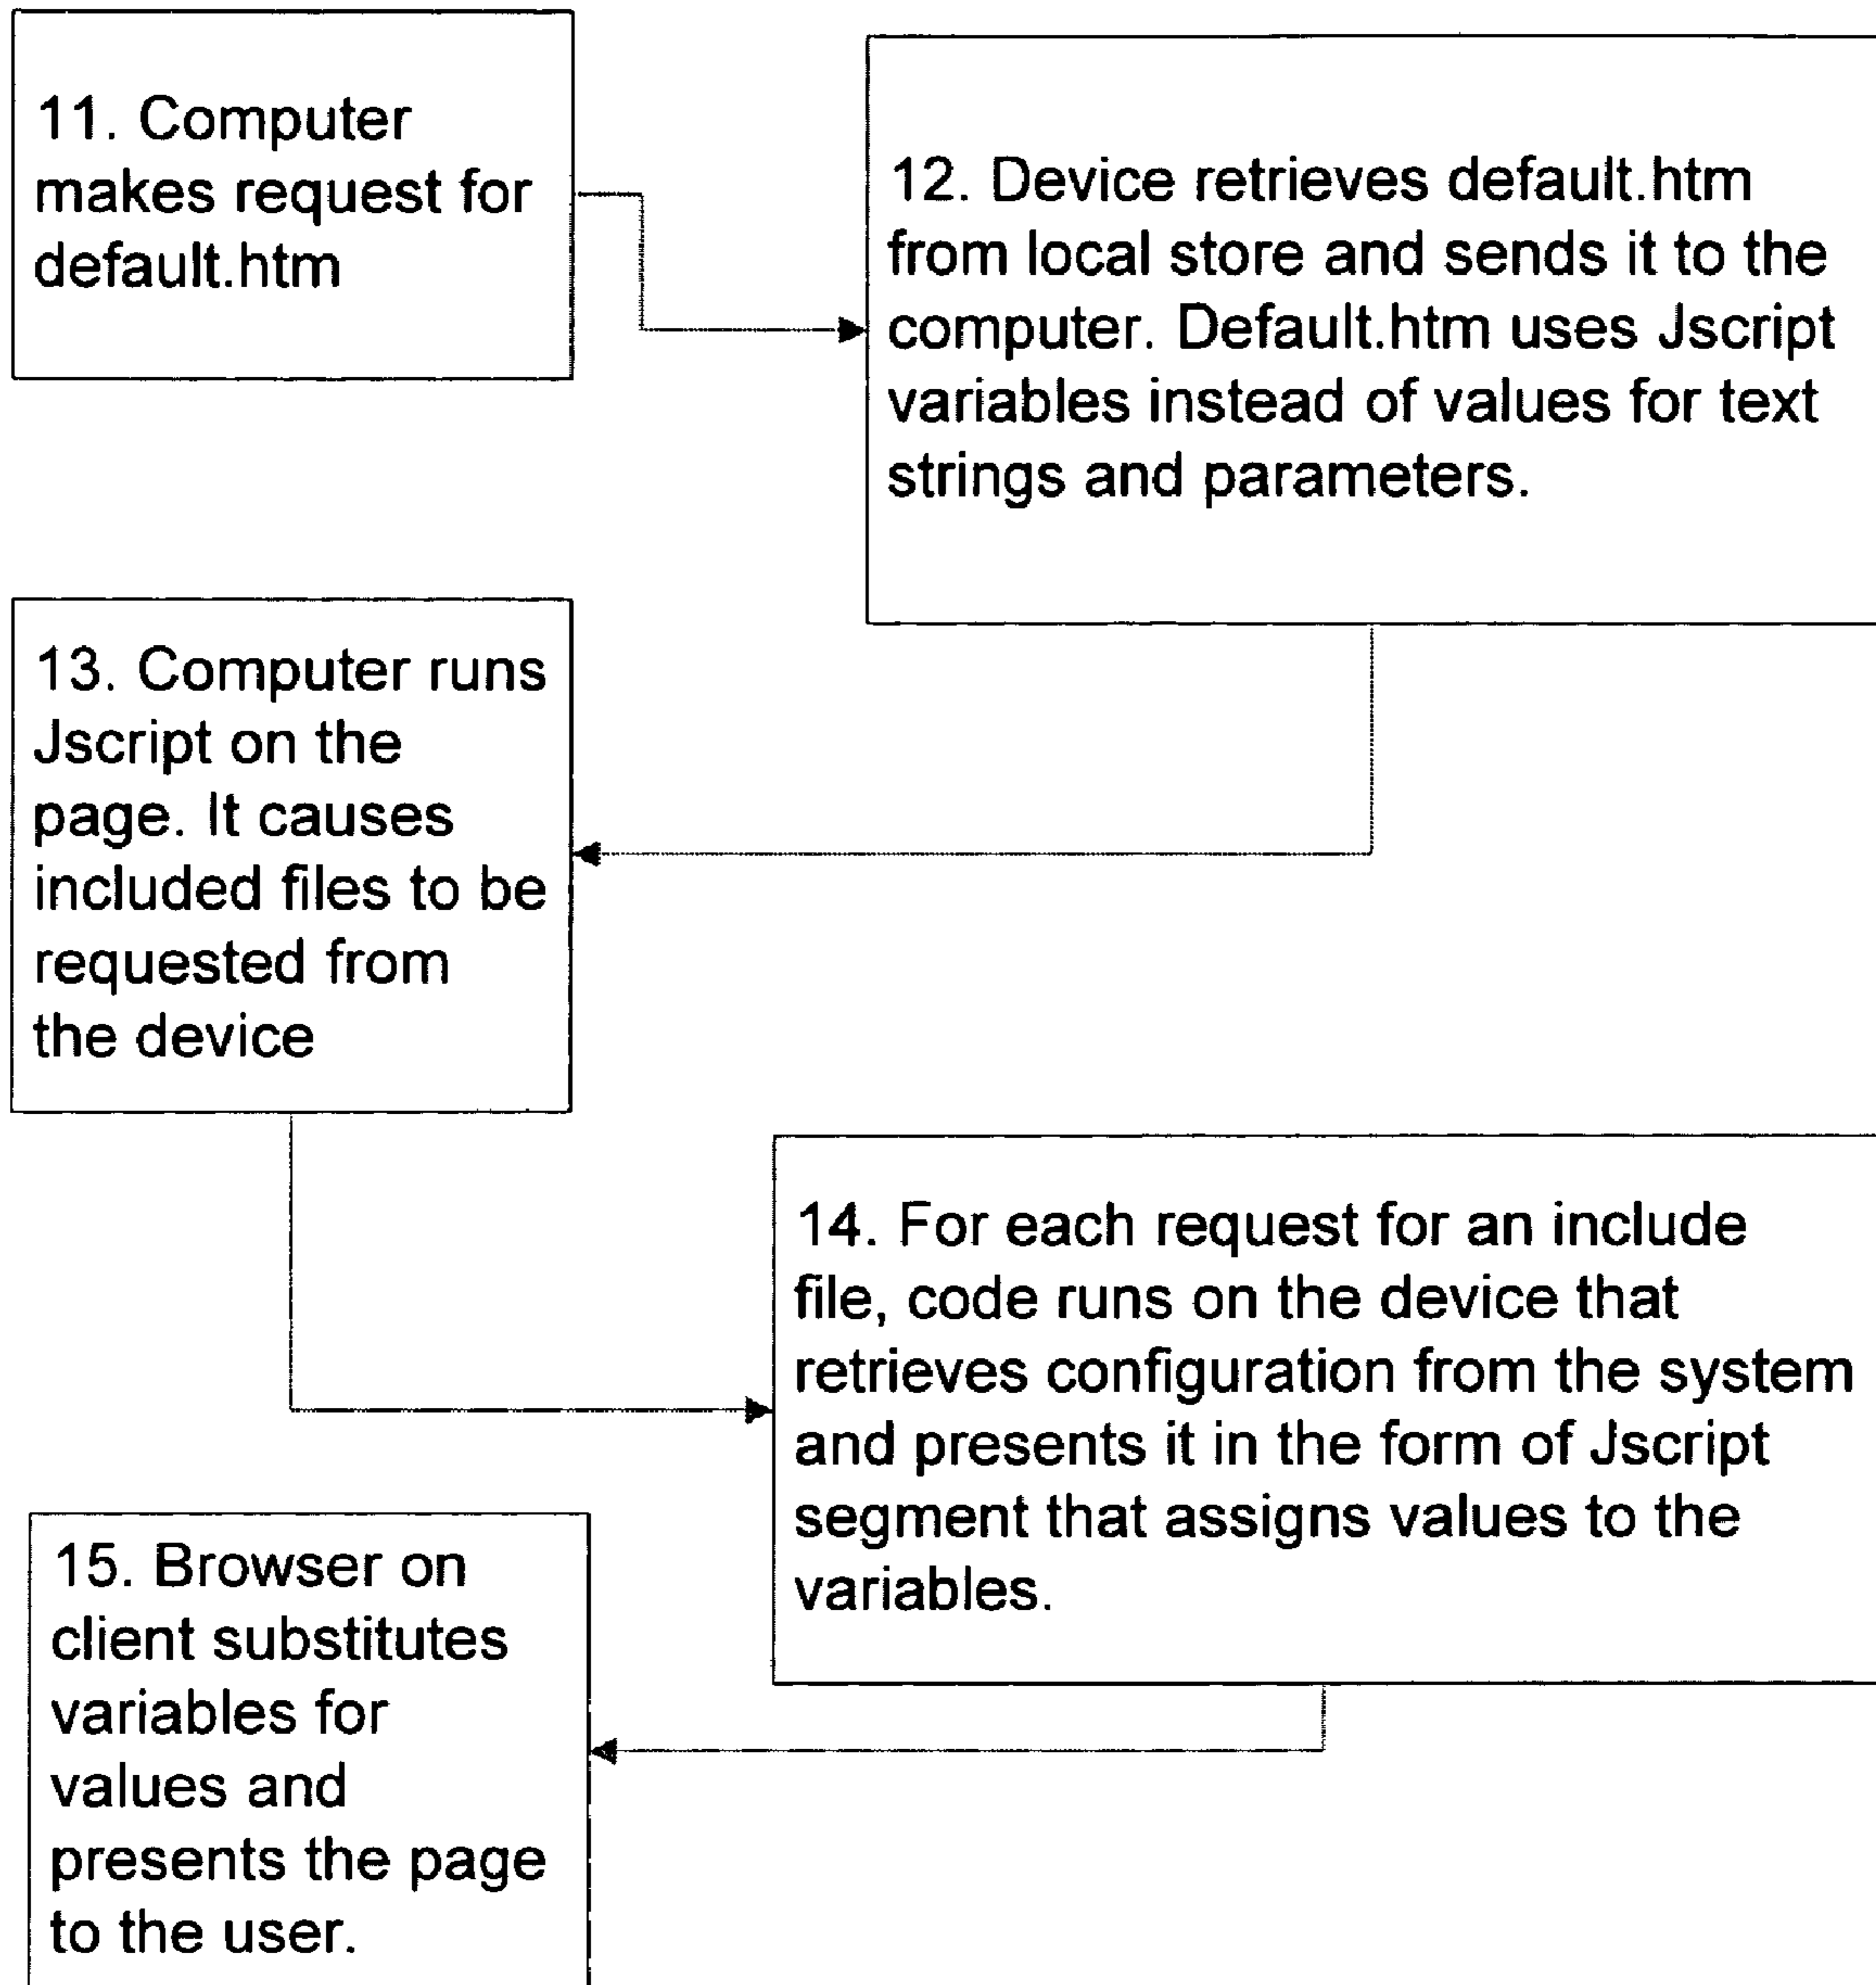 11. Computer
makes request for
default.htm
12. Device retrieves default.htm
from local store and sends it to the
computer. Default.htm uses Jscript
variables instead of values for text
strings and parameters.
13. Computer runs
Jscript on the
page. It causes
included files to be
requested from
the device
14. For each request for an include
file, code runs on the device that
retrieves configuration from the system
and presents it in the form of Jscript
segment that assigns values to the
variables.
15. Browser on
client substitutes
variables for
values and
presents the page
to the user.